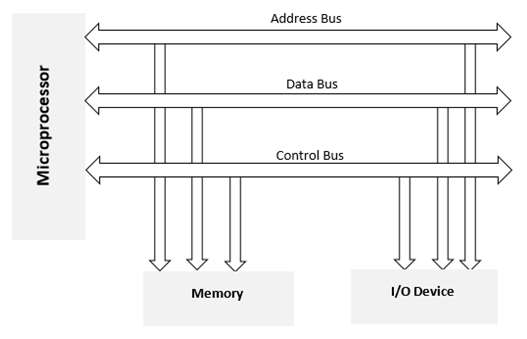 Address Bus
Data Bus
Control Bus
Microprocessor
Memory
I/O Device